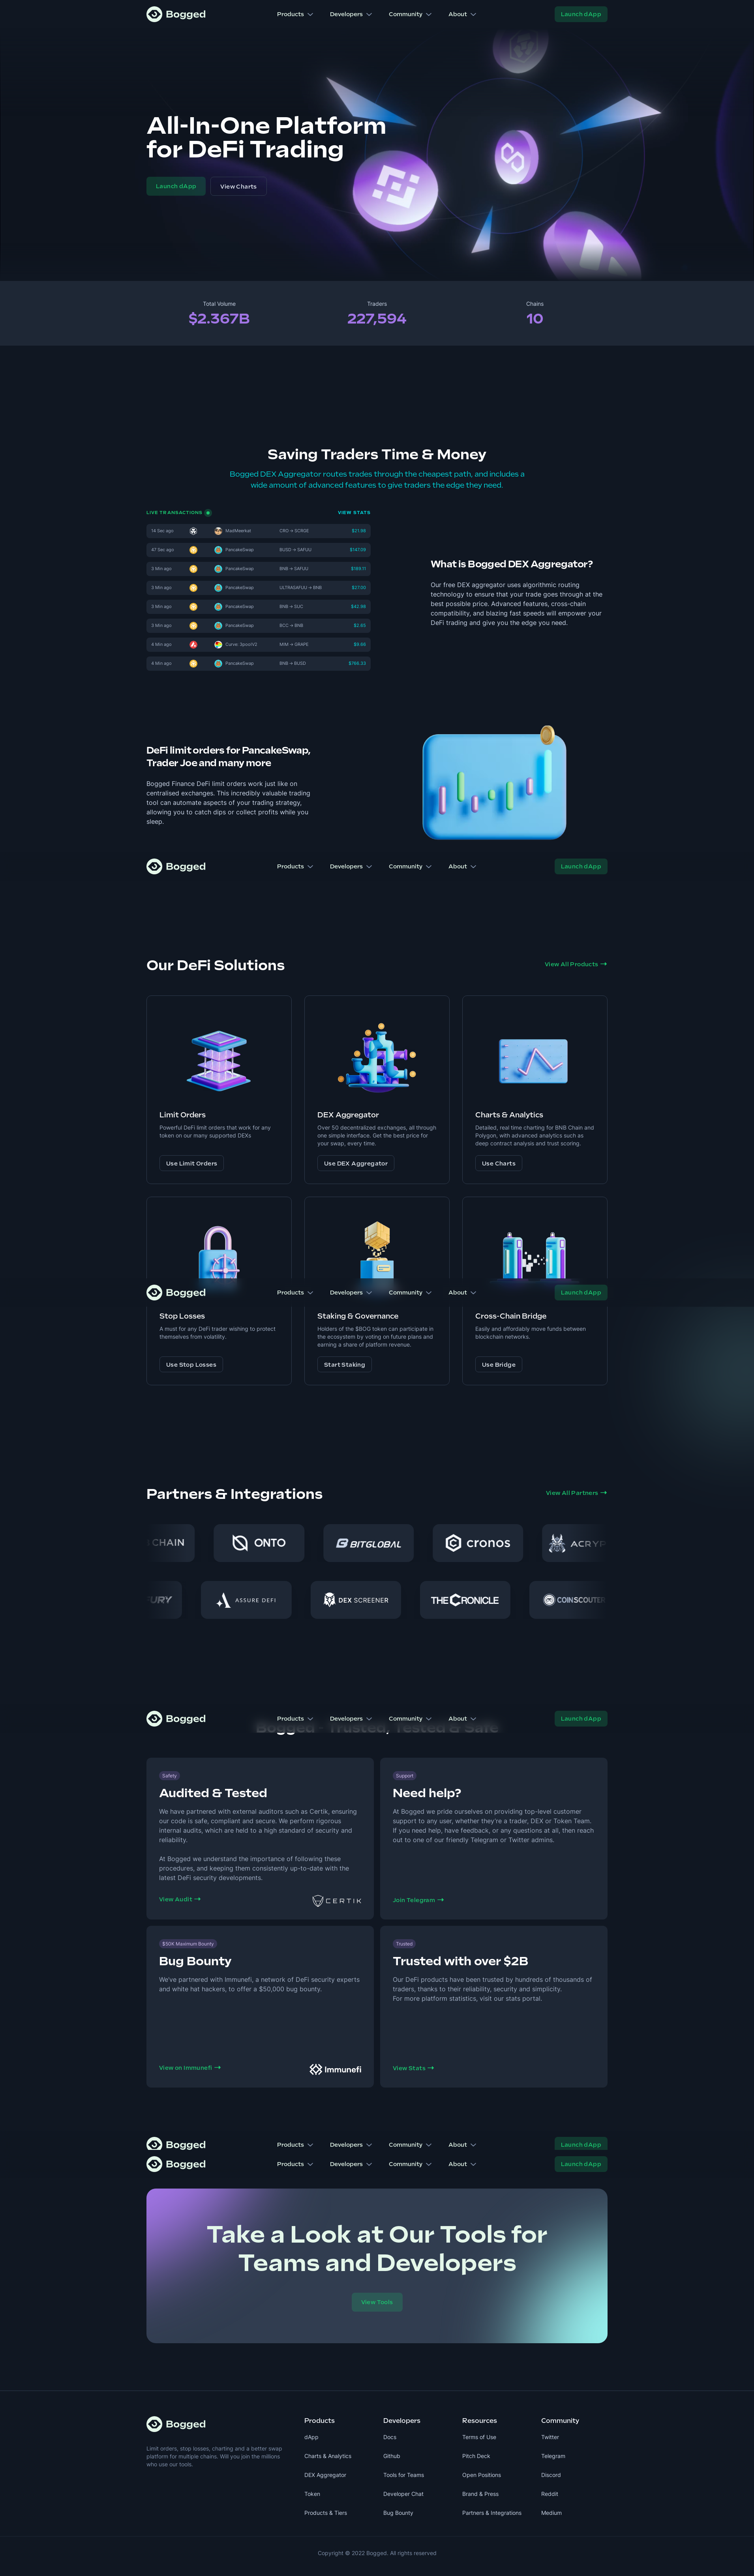 Bogged
Products
Developers
Community
About
Launch dApp
All-In-One Platform
for DeFi Trading
Launch dApp
View Charts
Total Volume
$2.367B
Traders
227,594
Chains
10
Saving Traders Time & Money
Bogged DEX Aggregator routes trades through the cheapest path, and includes a
wide amount of advanced features to give traders the edge they need.
LIVE TRANSACTIONS
VIEW STATS
14 Sec ago MadMeerkat CRO → SCRGE $21.98
47 Sec ago PancakeSwap BUSD → SAFUU $147.09
3 Min ago PancakeSwap BNB → SAFUU $189.11
3 Min ago PancakeSwap ULTRASAFUU → BNB $27.00
3 Min ago PancakeSwap BNB → SUC $42.96
3 Min ago PancakeSwap BCC → BNB $2.65
4 Min ago Curve: SpoolV2 MIM → GRAPE $9.66
4 Min ago PancakeSwap BNB → BUSD $766.33
What is Bogged DEX Aggregator?
Our free DEX aggregator uses algorithmic routing
technology to ensure that your trade goes through at the
best possible price. Advanced features, cross-chain
compatibility, and blazing fast speeds will empower your
DeFi trading and give you the edge you need.
DeFi limit orders for PancakeSwap,
Trader Joe and many more
Bogged Finance DeFi limit orders work just like on
centralised exchanges. This incredibly valuable trading
tool can automate aspects of your trading strategy,
allowing you to catch dips or collect profits while you
sleep.
Bogged
Products
Developers
Community
About
Launch dApp
Our DeFi Solutions
View All Products →
Limit Orders
Powerful DeFi limit orders that work for any
token on our many supported DEXs
Use Limit Orders
DEX Aggregator
Over 50 decentralized exchanges, all through
one simple interface. Get the best price for
your swap, every time.
Use DEX Aggregator
Charts & Analytics
Detailed, real time charting for BNB Chain and
Polygon, with advanced analytics such as
deep contract analysis and trust scoring.
Use Charts
Bogged
Products
Developers
Community
About
Launch dApp
Stop Losses
A must for any DeFi trader wishing to protect
themselves from volatility.
Use Stop Losses
Staking & Governance
Holders of the $BOG token can participate in
the ecosystem by voting on future plans and
earning a share of platform revenue.
Start Staking
Cross-Chain Bridge
Easily and affordably move funds between
blockchain networks.
Use Bridge
Partners & Integrations
View All Partners →
CHAIN
ONTO
BITGLOBAL
cronos
ACRYP
URY
ASSURE DEFI
DEX SCREENER
THE CRONICLE
COINSCOUTER
Bogged
Products
Developers
Community
About
Launch dApp
Bogged - Trusted, Tested & Safe
Safety
Audited & Tested
We have partnered with external auditors such as Certik, ensuring
our code is safe, compliant and secure. We perform rigorous
internal audits, which are held to a high standard of security and
reliability.
At Bogged we understand the importance of following these
procedures, and keeping them consistently up-to-date with the
latest DeFi security developments.
View Audit →
CERTIK
Support
Need help?
At Bogged we pride ourselves on providing top-level customer
support to any user, whether they're a trader, DEX or Token Team.
If you need help, have feedback, or any questions at all, then reach
out to one of our friendly Telegram or Twitter admins.
Join Telegram →
$50K Maximum Bounty
Bug Bounty
We've partnered with Immunefi, a network of DeFi security experts
and white hat hackers, to offer a $50,000 bug bounty.
View on Immunefi →
Immunefi
Trusted
Trusted with over $2B
Our DeFi products have been trusted by hundreds of thousands of
traders, thanks to their reliability, security and simplicity.
For more platform statistics, visit our stats portal.
View Stats →
Bogged
Products
Developers
Community
About
Launch dApp
Bogged
Products
Developers
Community
About
Launch dApp
Take a Look at Our Tools for
Teams and Developers
View Tools
Bogged
Limit orders, stop losses, charting and a better swap
platform for multiple chains. Will you join the millions
who use our tools.
Products
dApp
Charts & Analytics
DEX Aggregator
Token
Products & Tiers
Developers
Docs
Github
Tools for Teams
Developer Chat
Bug Bounty
Resources
Terms of Use
Pitch Deck
Open Positions
Brand & Press
Partners & Integrations
Community
Twitter
Telegram
Discord
Reddit
Medium
Copyright © 2022 Bogged. All rights reserved